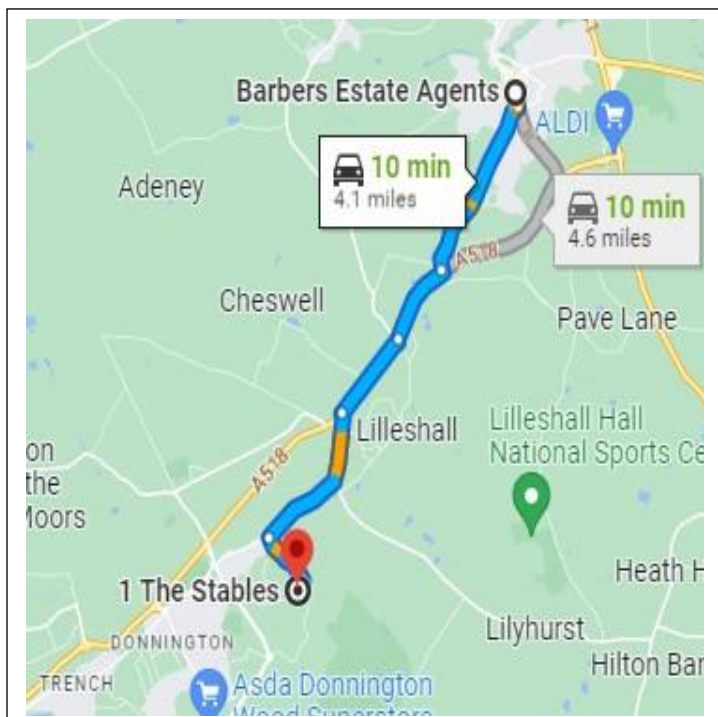 Barbers Estate Agents
ALDI
10 min
4.1 miles
Adeney
10 min
4.6 miles
A518
Cheswell
Pave Lane
Lilleshall
Lilleshall Hall
National Sports Ce
on
the
Moors
A518
1 The Stables
Heath H
Lilyhurst
DONNINGTON
Hilton Bar
TRENCH
Asda Donnington
Wood Superstore